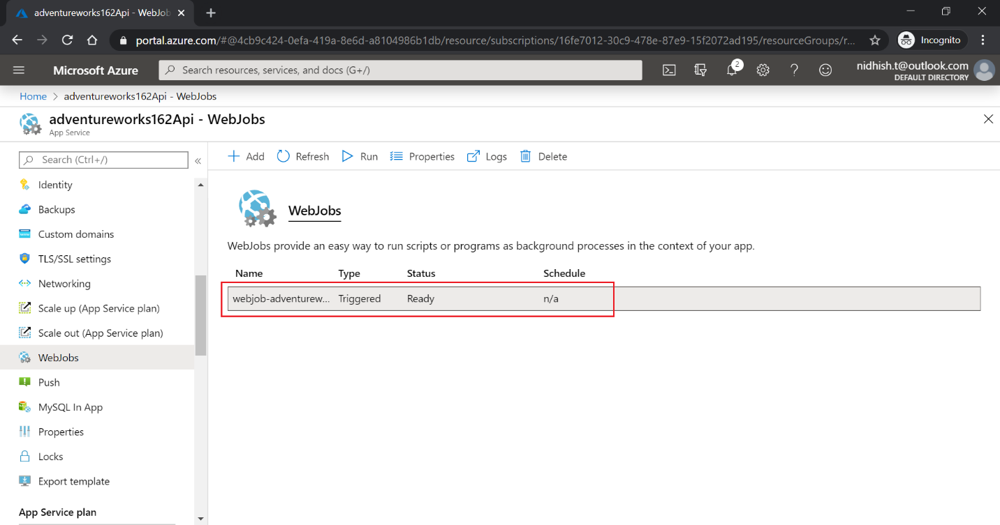 adventureworks162Api - WebJob
portal.azure.com/#@4cb9c424-0efa-419a-8e6d-a8104986b1db/resource/subscriptions/16fe7012-30c9-478e-87e9-15f2072ad195/resourceGroups/r...
Incognito
Microsoft Azure
Search resources, services, and docs (G+/)
2
nidhish.t@outlook.com
DEFAULT DIRECTORY
Home > adventureworks162Api - WebJobs
adventureworks162Api - WebJobs
App Service
Search (Ctrl+/)
«
Add Refresh Run Properties Logs Delete
Identity
Backups
Custom domains
TLS/SSL settings
Networking
Scale up (App Service plan)
Scale out (App Service plan)
WebJobs
Push
MySQL In App
Properties
Locks
Export template
App Service plan
WebJobs
WebJobs provide an easy way to run scripts or programs as background processes in the context of your app.
Name Type Status Schedule
webjob-adventurew... Triggered Ready n/a